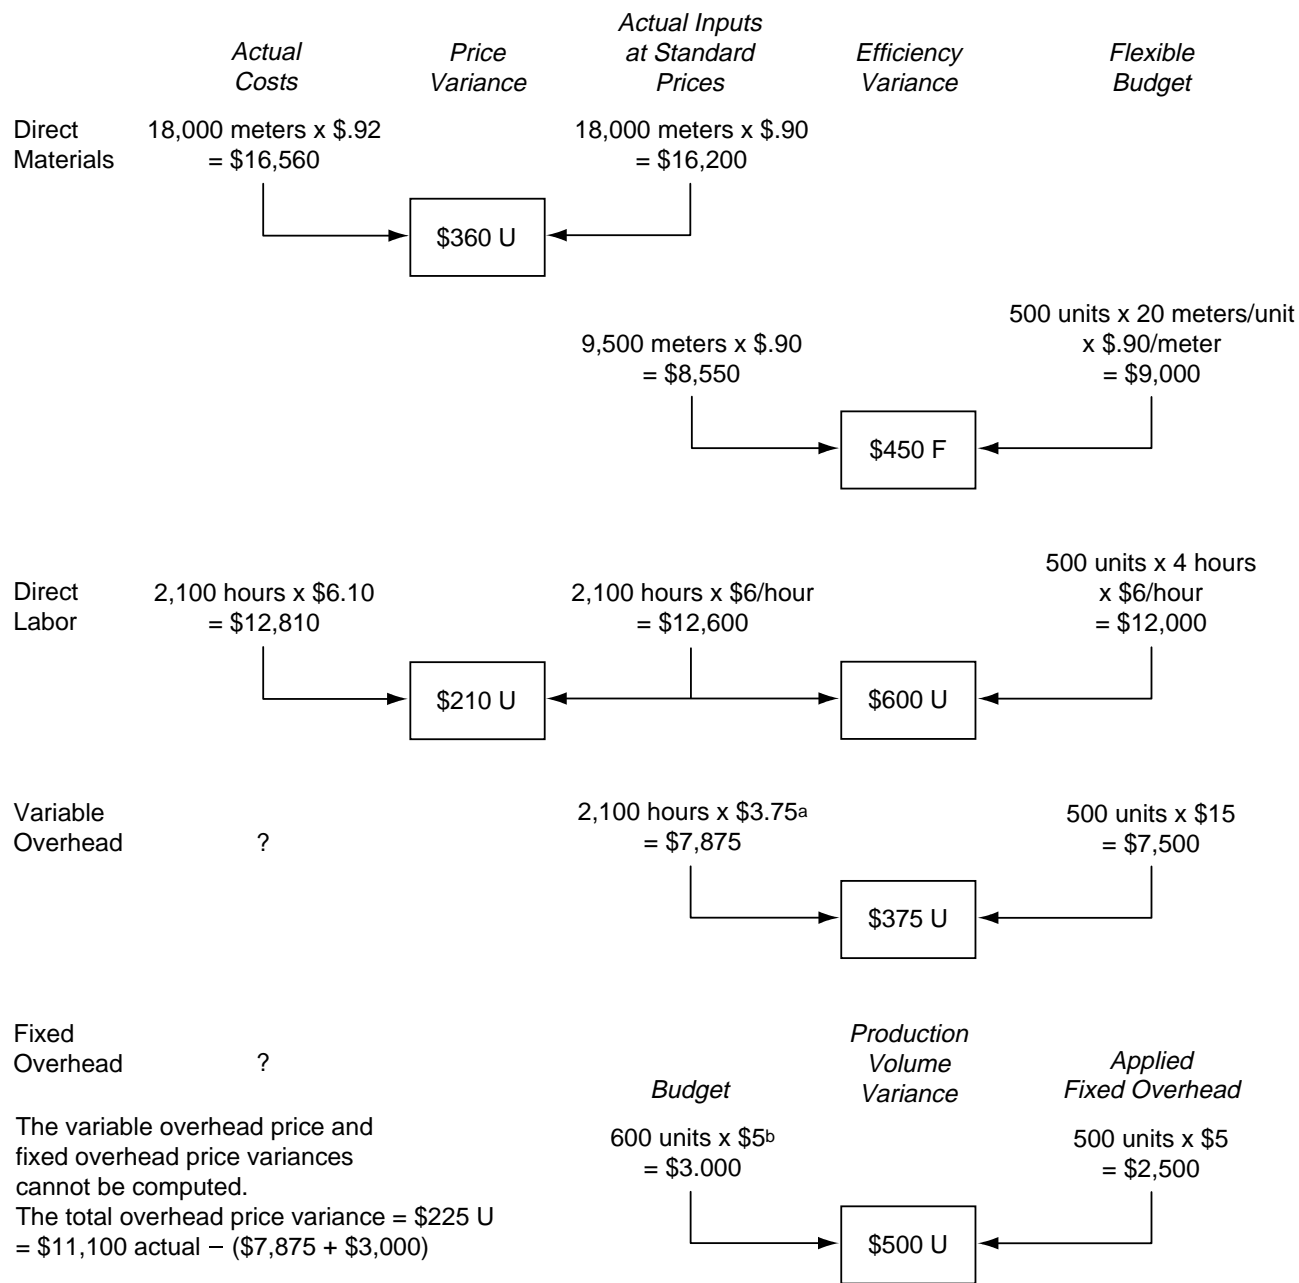 Actual
Costs
Price
Variance
Actual Inputs
at Standard
Prices
Efficiency
Variance
Flexible
Budget
Direct
Materials
18,000 meters x $.92
= $16,560
18,000 meters x $.90
= $16,200
$360 U
9,500 meters x $.90
= $8,550
500 units x 20 meters/unit
x $.90/meter
= $9,000
$450 F
Direct
Labor
2,100 hours x $6.10
= $12,810
2,100 hours x $6/hour
= $12,600
500 units x 4 hours
x $6/hour
= $12,000
$210 U
$600 U
Variable
Overhead
?
2,100 hours x $3.75a
= $7,875
500 units x $15
= $7,500
$375 U
Fixed
Overhead
?
Budget
Production
Volume
Variance
Applied
Fixed Overhead
600 units x $5b
= $3.000
500 units x $5
= $2,500
$500 U
The variable overhead price and
fixed overhead price variances
cannot be computed.
The total overhead price variance = $225 U
= $11,100 actual – ($7,875 + $3,000)